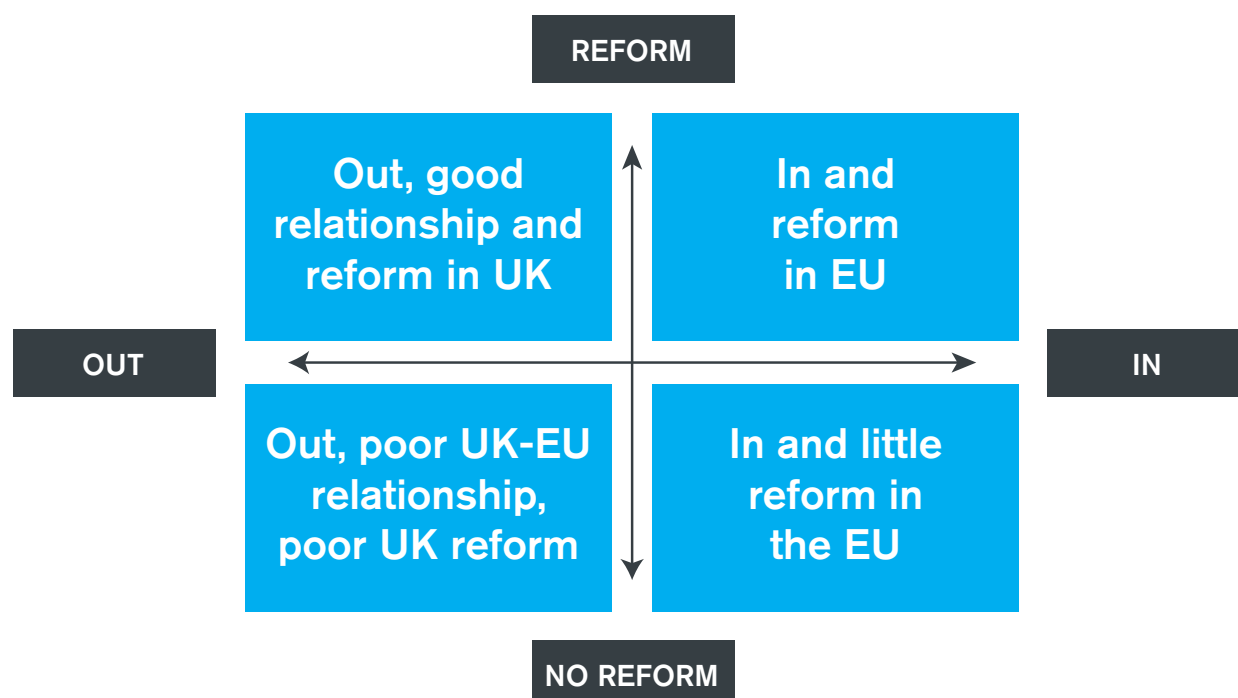 REFORM
Out, good
relationship and
reform in UK
In and
reform
in EU
OUT
IN
Out, poor UK-EU
relationship,
poor UK reform
In and little
reform in
the EU
NO REFORM